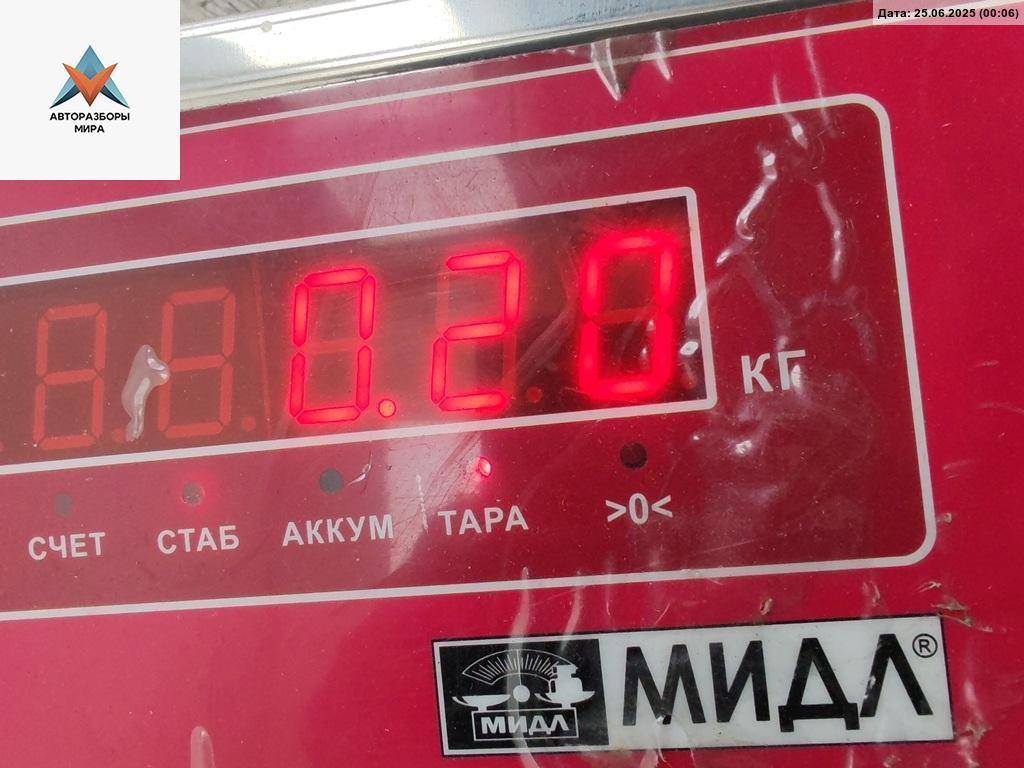 Дата: 25.06.2025 (00:06)
АВТОРАЗБОРЫ
МИРА
0.20
КГ
СЧЕТ СТАБ АККУМ ТАРА >0<
МИДЛ МИДЛ®